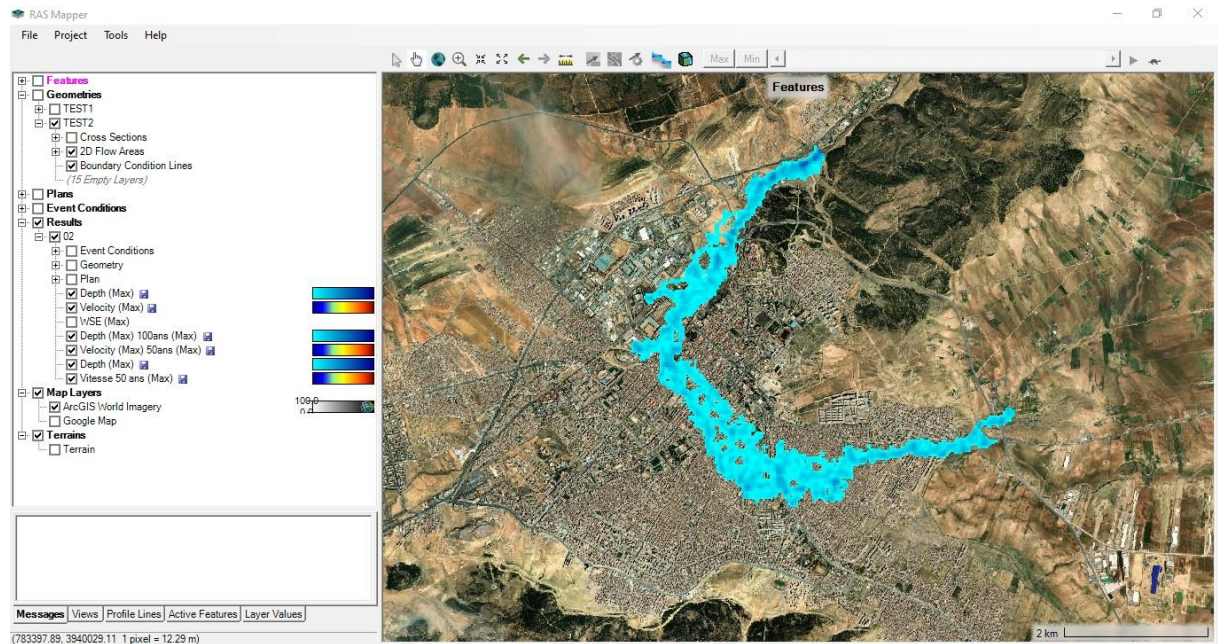 RAS Mapper
File Project Tools Help
Max Min
Features
Geometries
TEST1
TEST2
Cross Sections
2D Flow Areas
Boundary Condition Lines
(15 Empty Layers)
Plans
Event Conditions
Results
02
Event Conditions
Geometry
Plan
Depth (Max)
Velocity (Max)
WSE (Max)
Depth (Max) 100ans (Max)
Velocity (Max) 50ans (Max)
Depth (Max)
Vitesse 50 ans (Max)
Map Layers
ArcGIS World Imagery
100.0
0.0
Google Map
Terrains
Terrain
Features
2 km
Messages Views Profile Lines Active Features Layer Values
(783397.89, 3940029.11 1 pixel = 12.29 m)